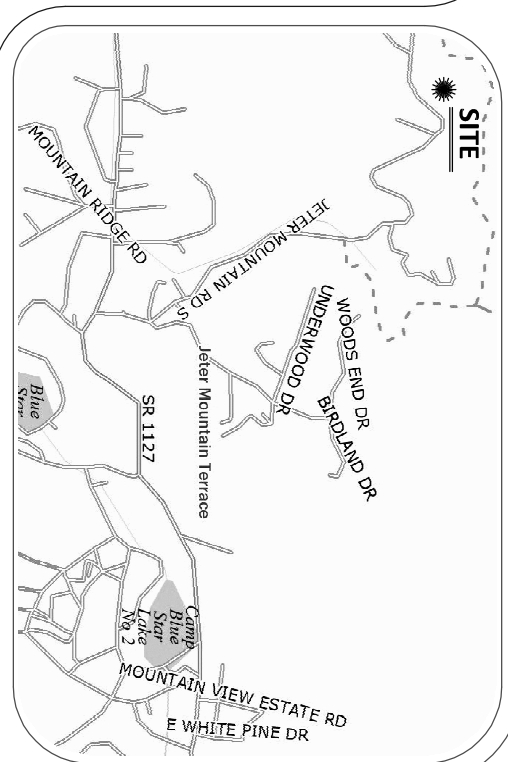 SITE
MOUNTAIN RIDGE RD
JETER MOUNTAIN RD S
WOODS END DR
UNDERWOOD DR
BIRDLAND DR
Jeter Mountain Terrace
SR 1127
Blue
Star
Camp
Blue
Star
Lake
No 2
MOUNTAIN VIEW ESTATE RD
E WHITE PINE DR